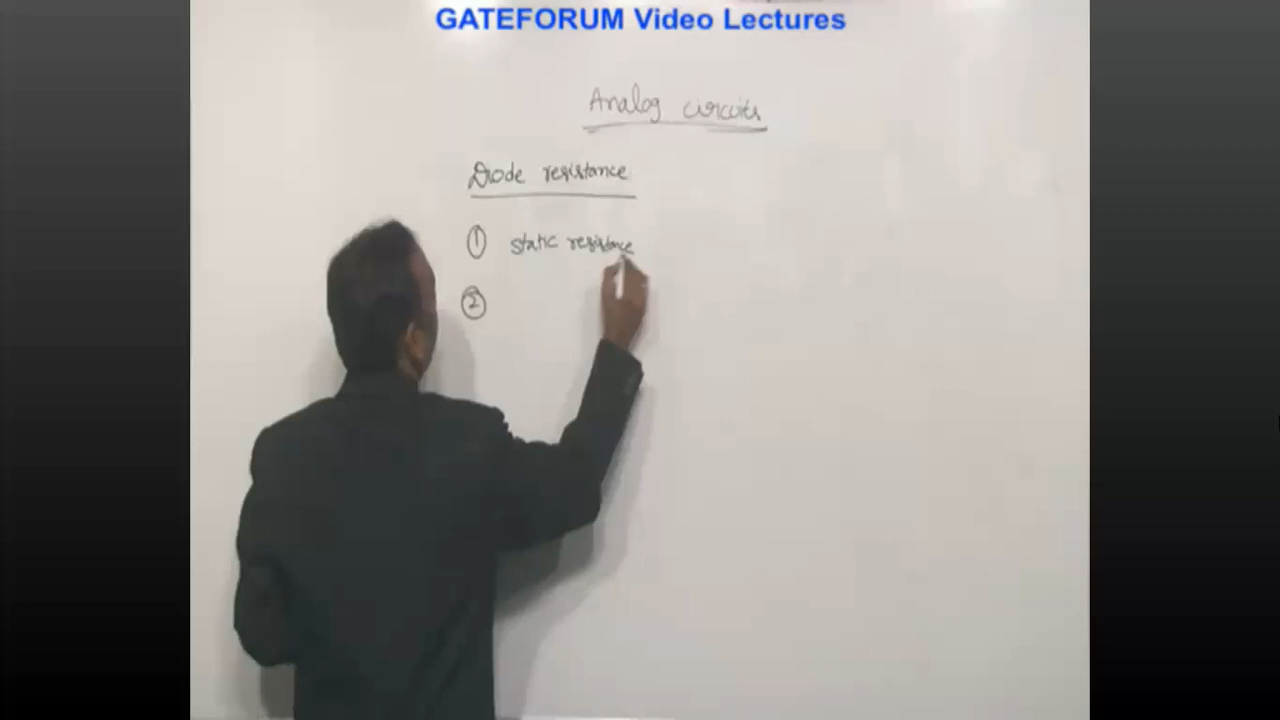 GATEFORUM Video Lectures
Analog circuits
Diode resistance
① static resistance
②